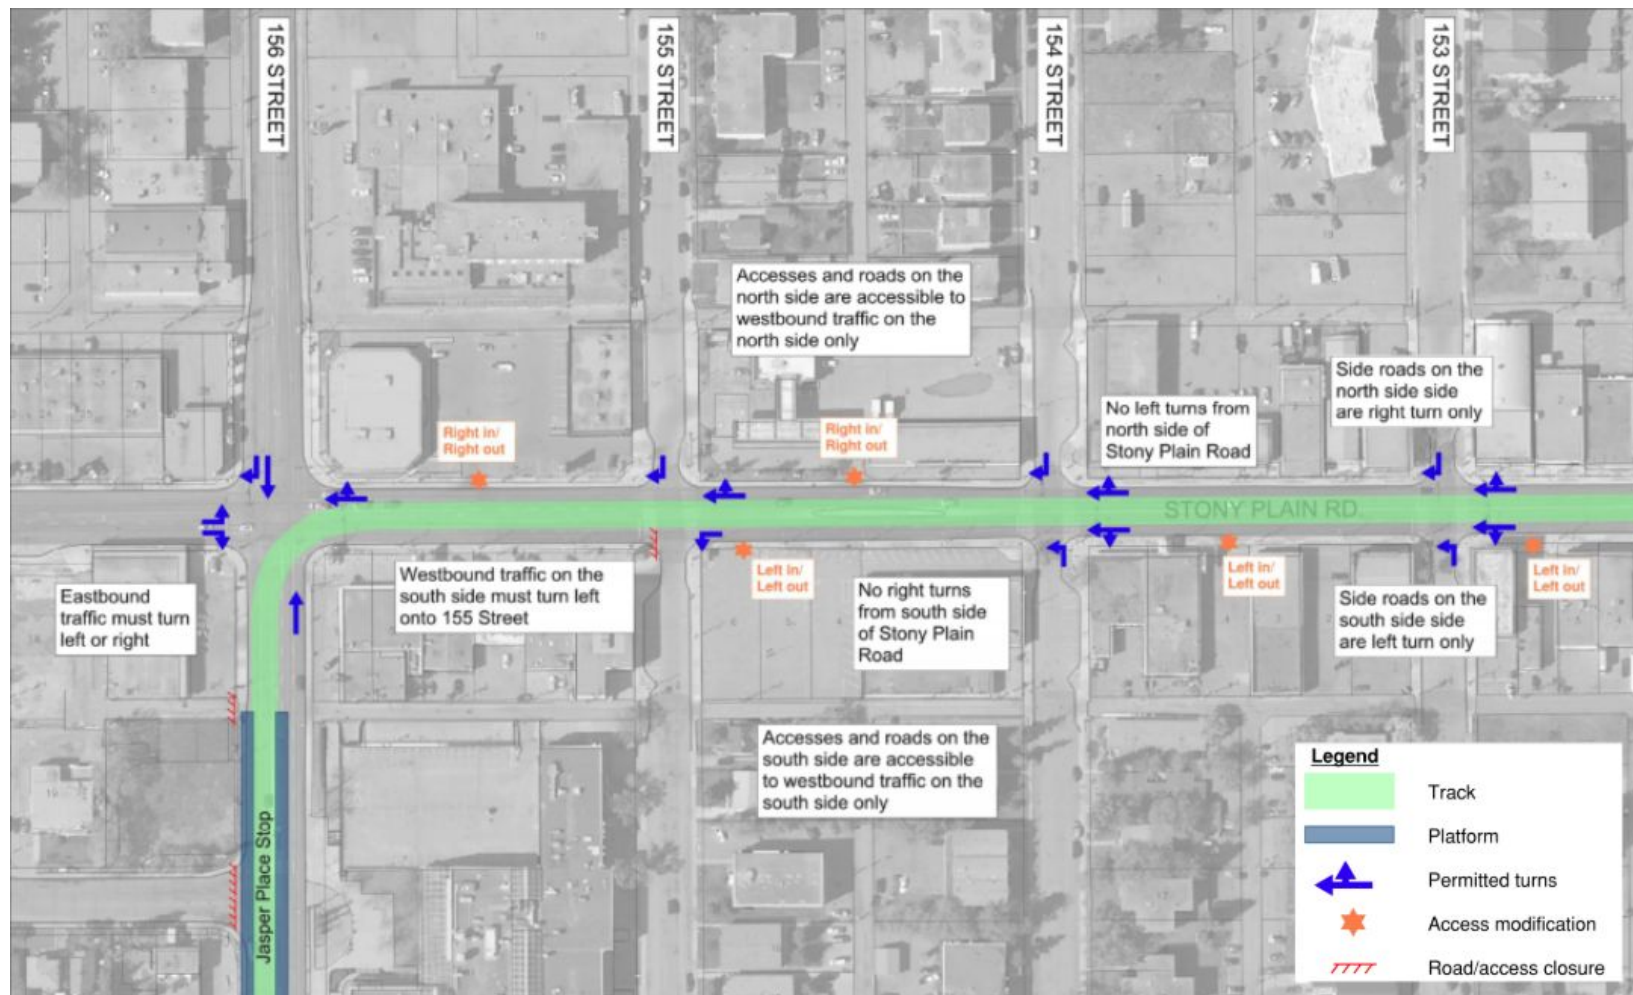 156 STREET
155 STREET
154 STREET
153 STREET
Accesses and roads on the
north side are accessible to
westbound traffic on the
north side only
Side roads on the
north side side
are right turn only
No left turns from
north side of
Stony Plain Road
Right in/
Right out
Right in/
Right out
STONY PLAIN RD.
Eastbound
traffic must turn
left or right
Westbound traffic on the
south side must turn left
onto 155 Street
Left in/
Left out
No right turns
from south side
of Stony Plain
Road
Left in/
Left out
Side roads on the
south side side
are left turn only
Left in/
Left out
Accesses and roads on the
south side are accessible
to westbound traffic on the
south side only
Jasper Place Stop
Legend
Track
Platform
Permitted turns
Access modification
Road/access closure